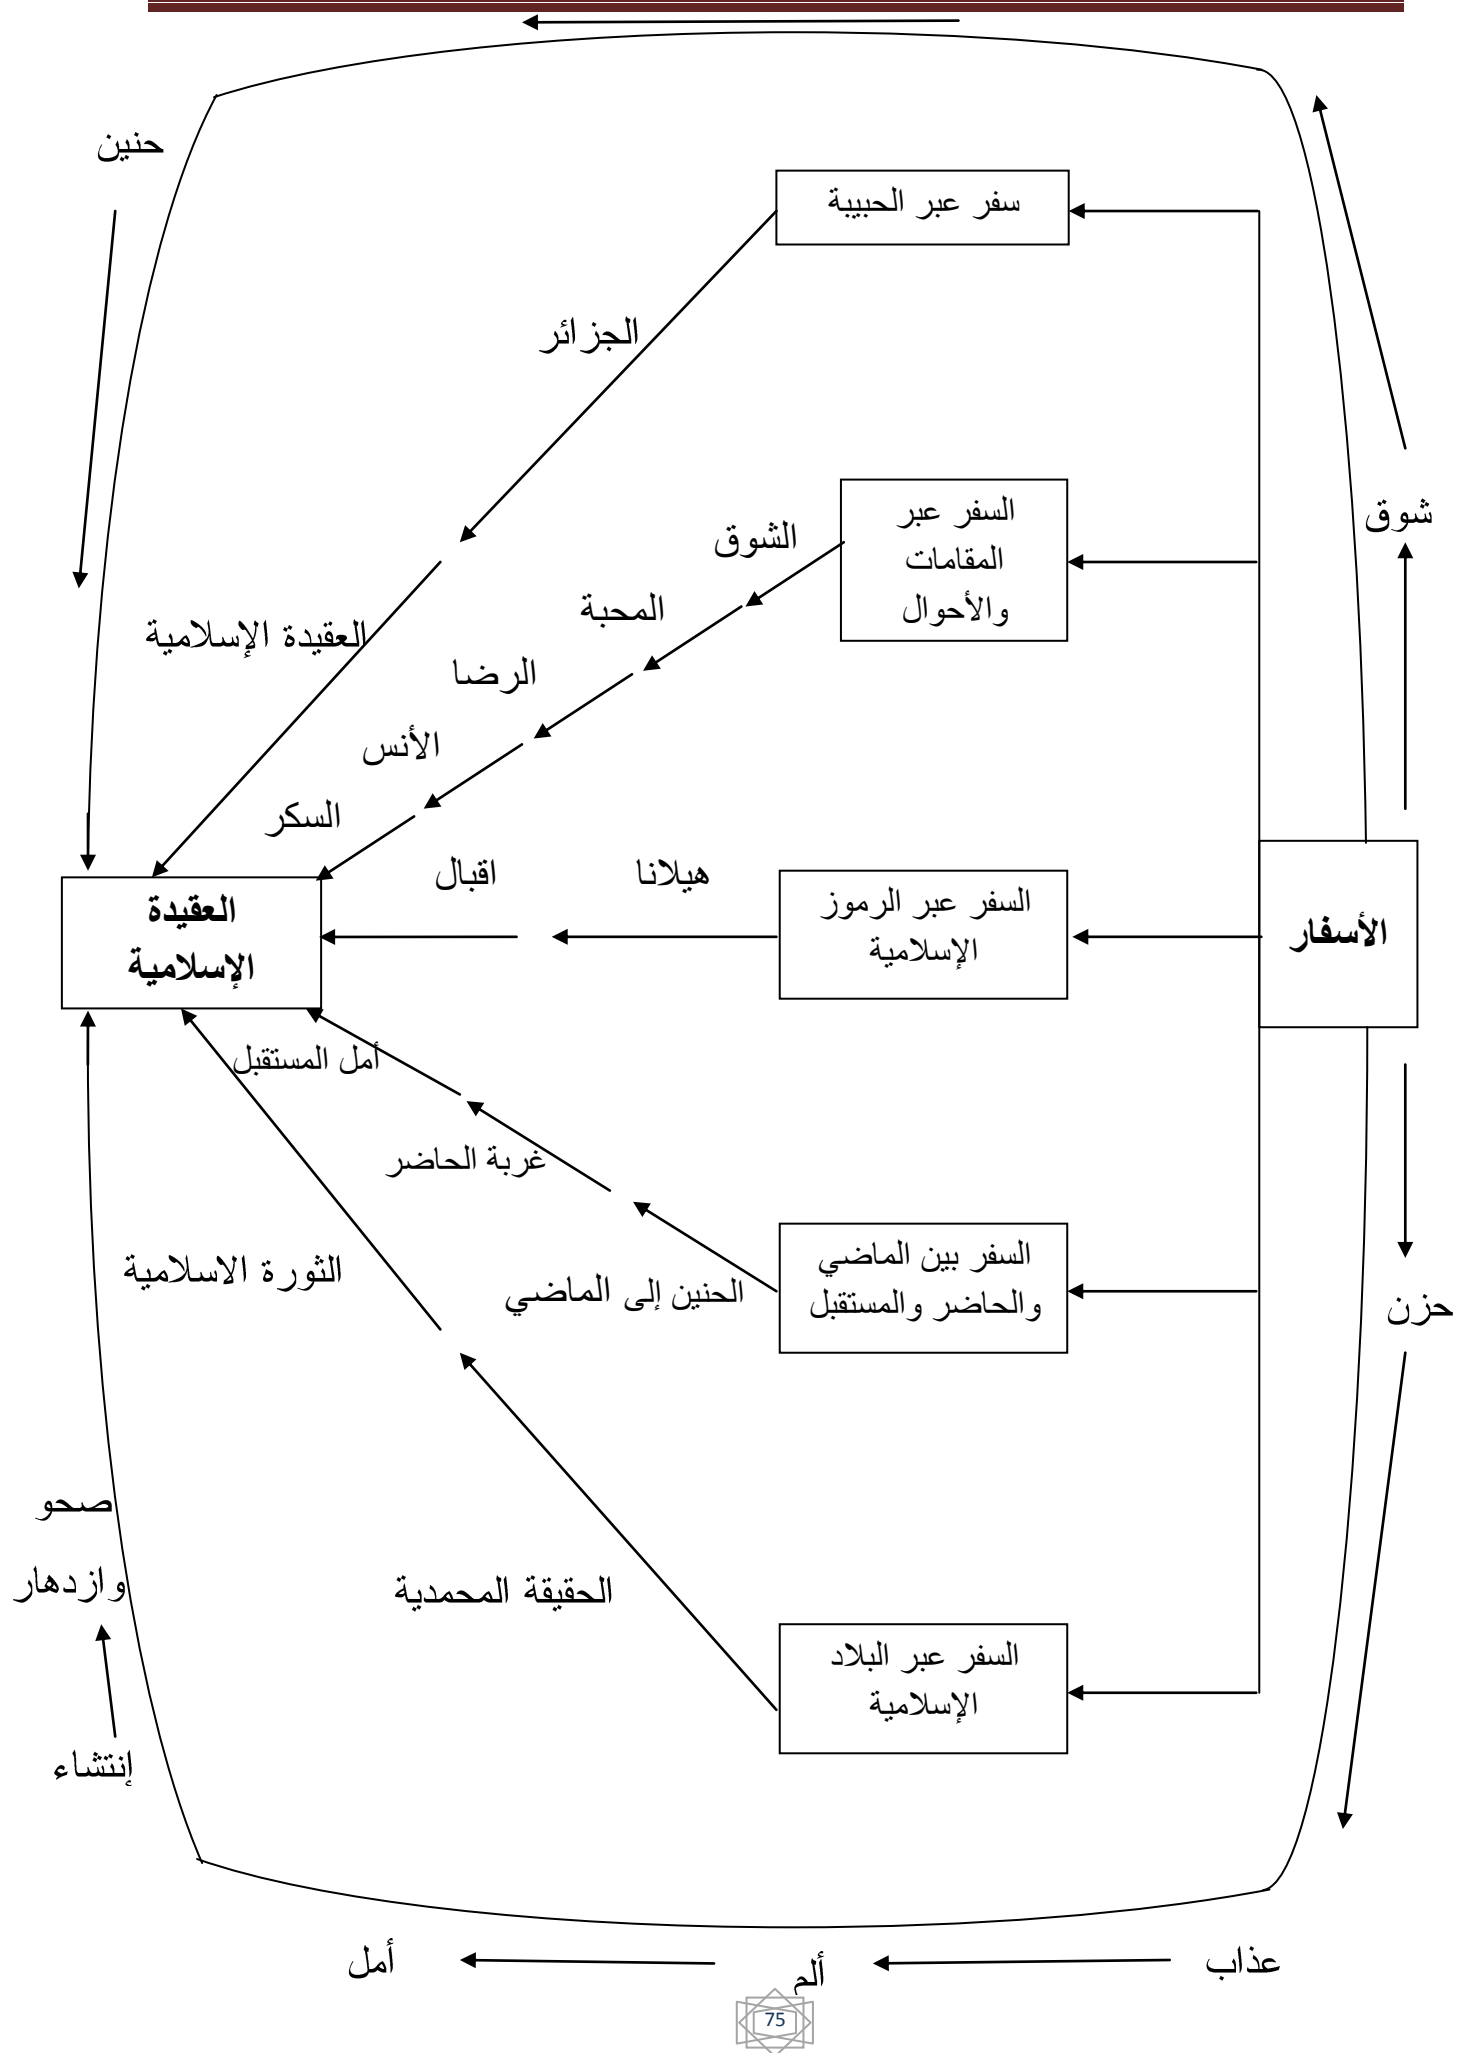 حنين
سفر عبر الحبيبة
الجزائر
شوق
السفر عبر
المقامات
والأحوال
الشوق
المحبة
العقيدة الإسلامية
الرضا
الأنس
السكر
الأسفار
السفر عبر الرموز
الإسلامية
هيلانا
اقبال
العقيدة
الإسلامية
أمل المستقبل
غربة الحاضر
السفر بين الماضي
والحاضر والمستقبل
الحنين إلى الماضي
الثورة الاسلامية
حزن
صحو
وازدهار
الحقيقة المحمدية
السفر عبر البلاد
الإسلامية
إنتشاء
عذاب
ألم
أمل
75